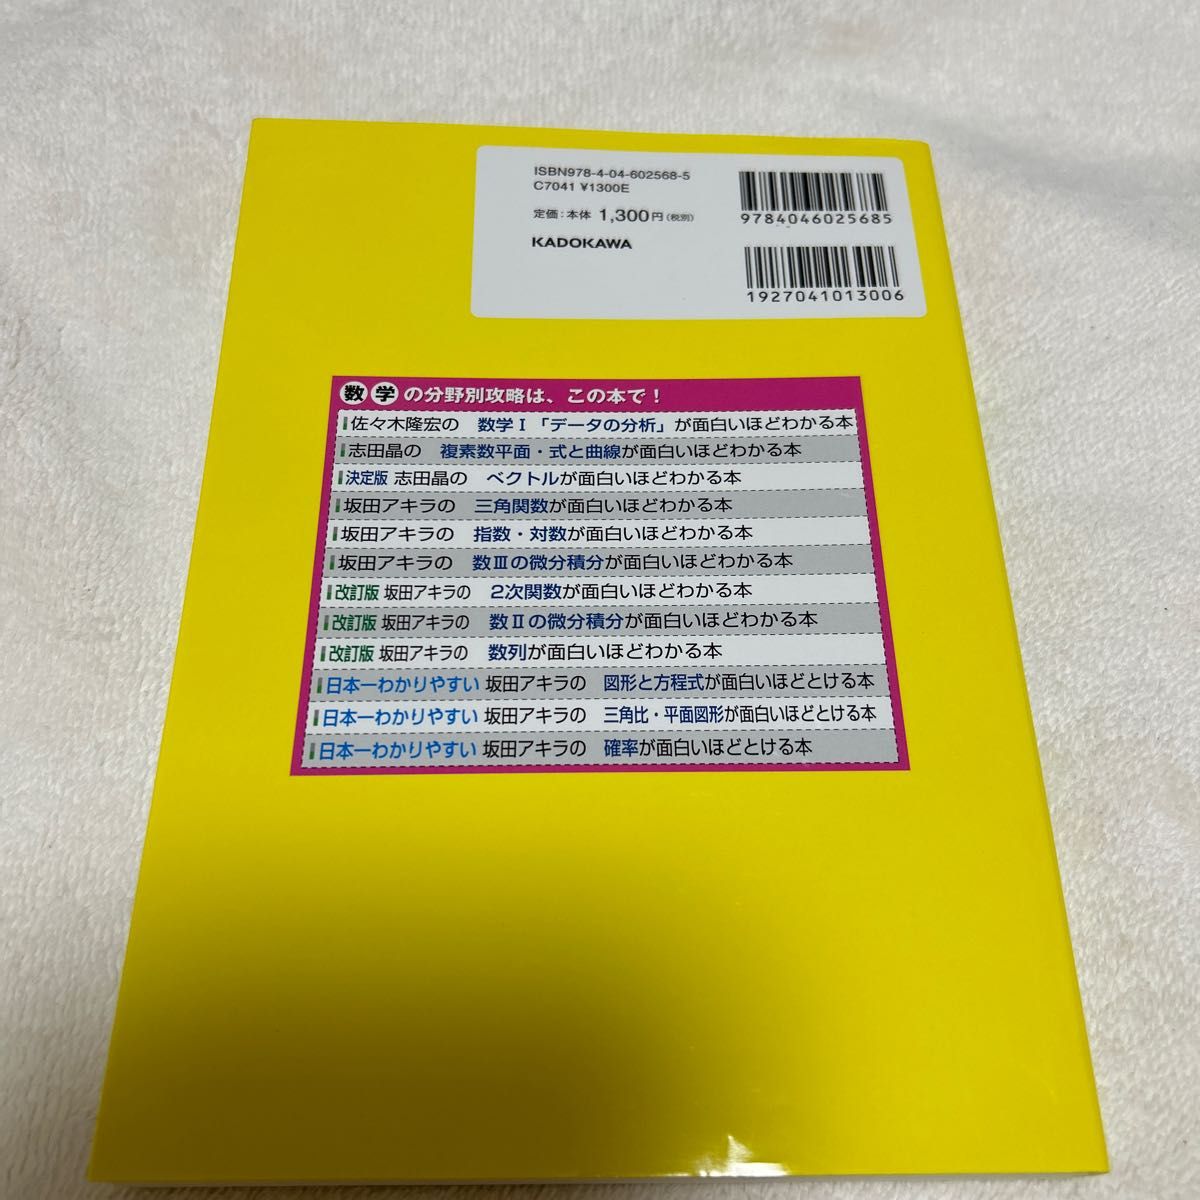 ISBN978-4-04-602568-5
C7041 ¥1300E
定価:本体 1,300円(税別)
KADOKAWA
9784046025685
1927041013006
数学の分野別攻略は、この本で!
佐々木隆宏の 数学Ⅰ「データの分析」が面白いほどわかる本
志田晶の 複素数平面・式と曲線が面白いほどわかる本
決定版 志田晶の ベクトルが面白いほどわかる本
坂田アキラの 三角関数が面白いほどわかる本
坂田アキラの 指数・対数が面白いほどわかる本
坂田アキラの 数Ⅲの微分積分が面白いほどわかる本
改訂版 坂田アキラの 2次関数が面白いほどわかる本
改訂版 坂田アキラの 数Ⅱの微分積分が面白いほどわかる本
改訂版 坂田アキラの 数列が面白いほどわかる本
日本一わかりやすい 坂田アキラの 図形と方程式が面白いほどとける本
日本一わかりやすい 坂田アキラの 三角比・平面図形が面白いほどとける本
日本一わかりやすい 坂田アキラの 確率が面白いほどとける本